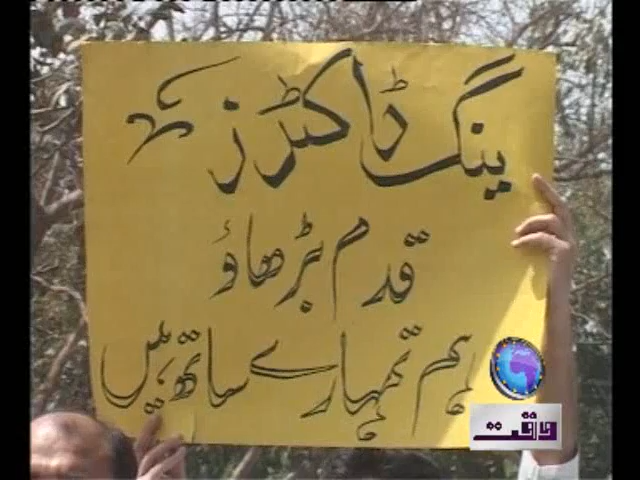 ینگ ڈاکٹرز
قدم بڑھاؤ
ہم تمہارے ساتھ ہیں
وقت